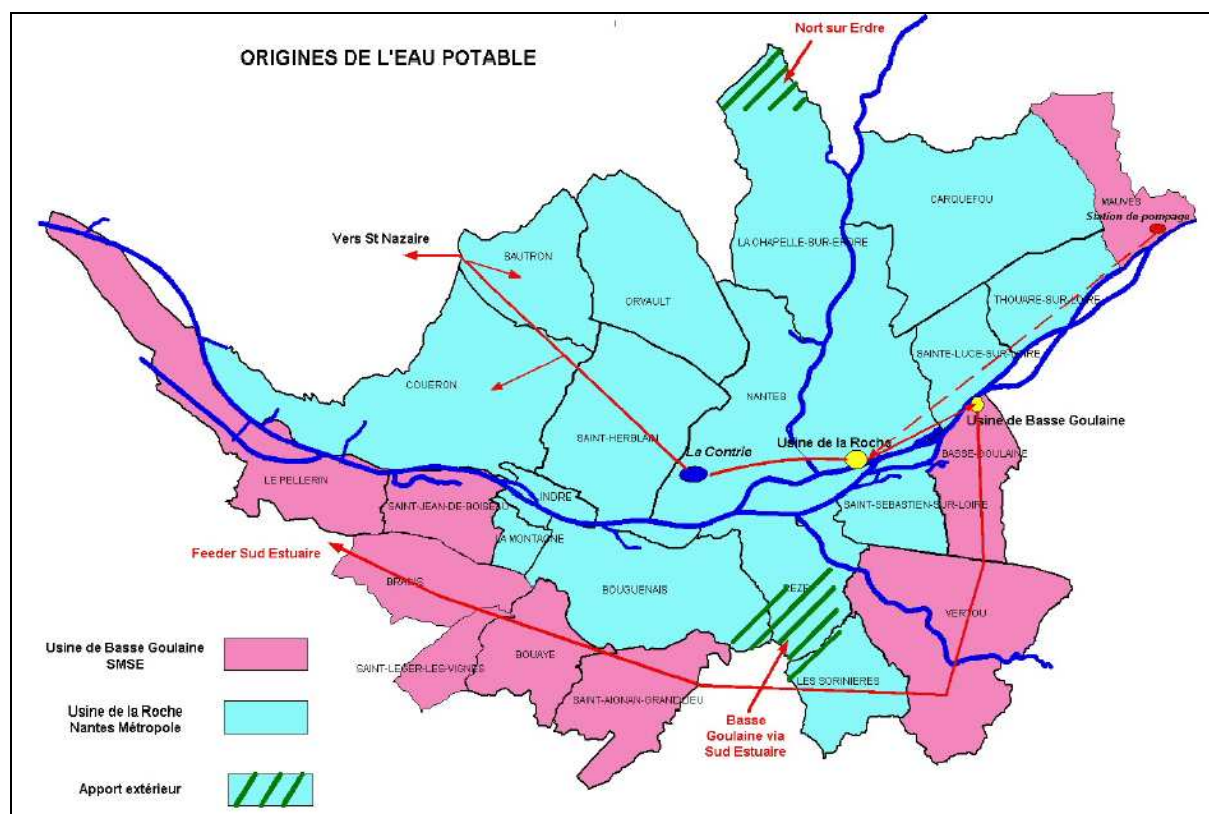 ORIGINES DE L'EAU POTABLE
Nort sur Erdre
CARQUEFOU
MAUVES
Station de pompage
Vers St Nazaire
SAUTRON
LA CHAPELLE-SUR-ERDRE
ORVAULT
THOUARE-SUR-LOIRE
SAINTE-LUCE-SUR-LOIRE
COUERON
NANTES
Usine de Basse Goulaine
SAINT-HERBLAIN
La Contrie
Usine de la Roche
BASSE-GOULAINE
LE PELLERIN
INDRE
SAINT-JEAN-DE-BOISEAU
SAINT-SEBASTIEN-SUR-LOIRE
LA MONTAGNE
Feeder Sud Estuaire
BRAINS
BOUGUENAIS
REZE
VERTOU
Usine de Basse Goulaine
SMSE
BOUAYE
SAINT-LEGER-LES-VIGNES
LES SORINIERES
SAINT-AIGNAN-GRANDLIEU
Usine de la Roche
Nantes Métropole
Basse
Goulaine via
Sud Estuaire
Apport extérieur